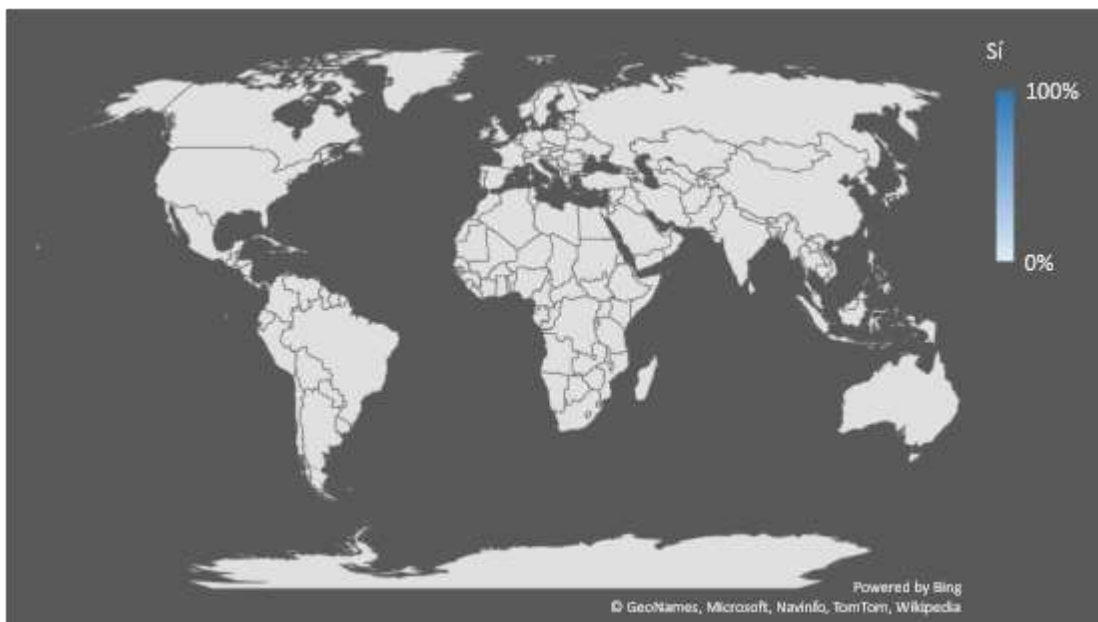 Sí
100%
0%
Powered by Bing
© GeoNames, Microsoft, Navinfo, TomTom, Wikipedia